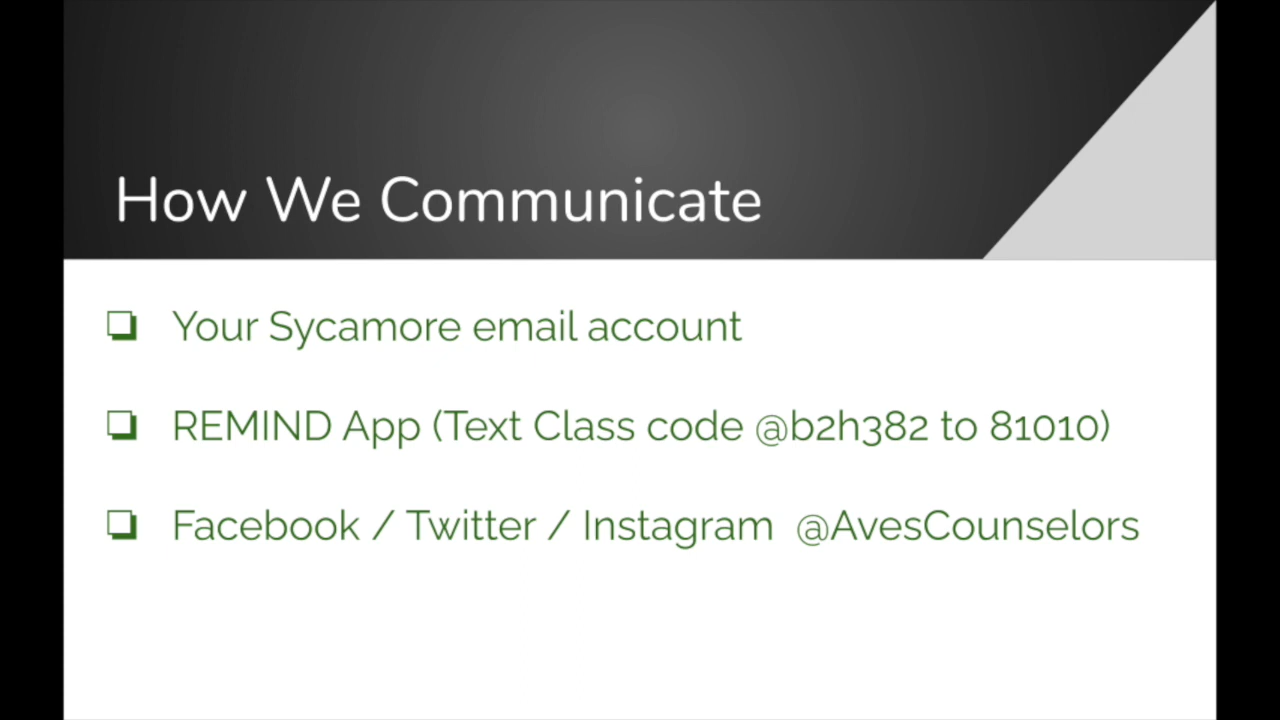 How We Communicate
❏ Your Sycamore email account
❏ REMIND App (Text Class code @b2h382 to 81010)
❏ Facebook / Twitter / Instagram @AvesCounselors